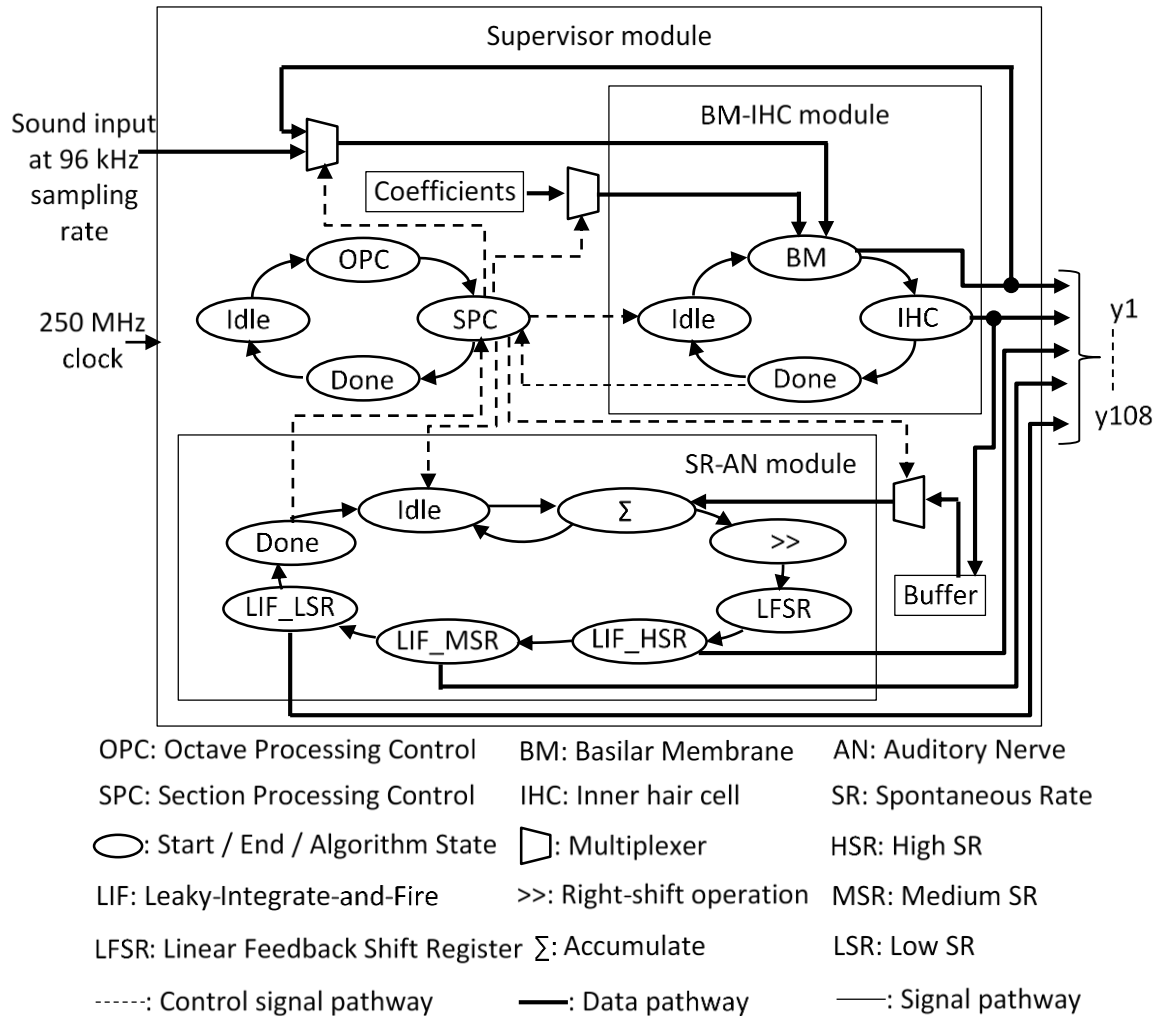 Supervisor module
BM-IHC module
Sound input
at 96 kHz
sampling
rate
Coefficients
OPC
BM
Idle
SPC
Idle
IHC
y1
250 MHz
clock
Done
Done
y108
SR-AN module
Idle
Σ
Done
>>
Buffer
LIF_LSR
LFSR
LIF_MSR
LIF_HSR
OPC: Octave Processing Control
BM: Basilar Membrane
AN: Auditory Nerve
SPC: Section Processing Control
IHC: Inner hair cell
SR: Spontaneous Rate
: Start / End / Algorithm State
: Multiplexer
HSR: High SR
LIF: Leaky-Integrate-and-Fire
>>: Right-shift operation
MSR: Medium SR
LFSR: Linear Feedback Shift Register
Σ: Accumulate
LSR: Low SR
: Control signal pathway
: Data pathway
: Signal pathway